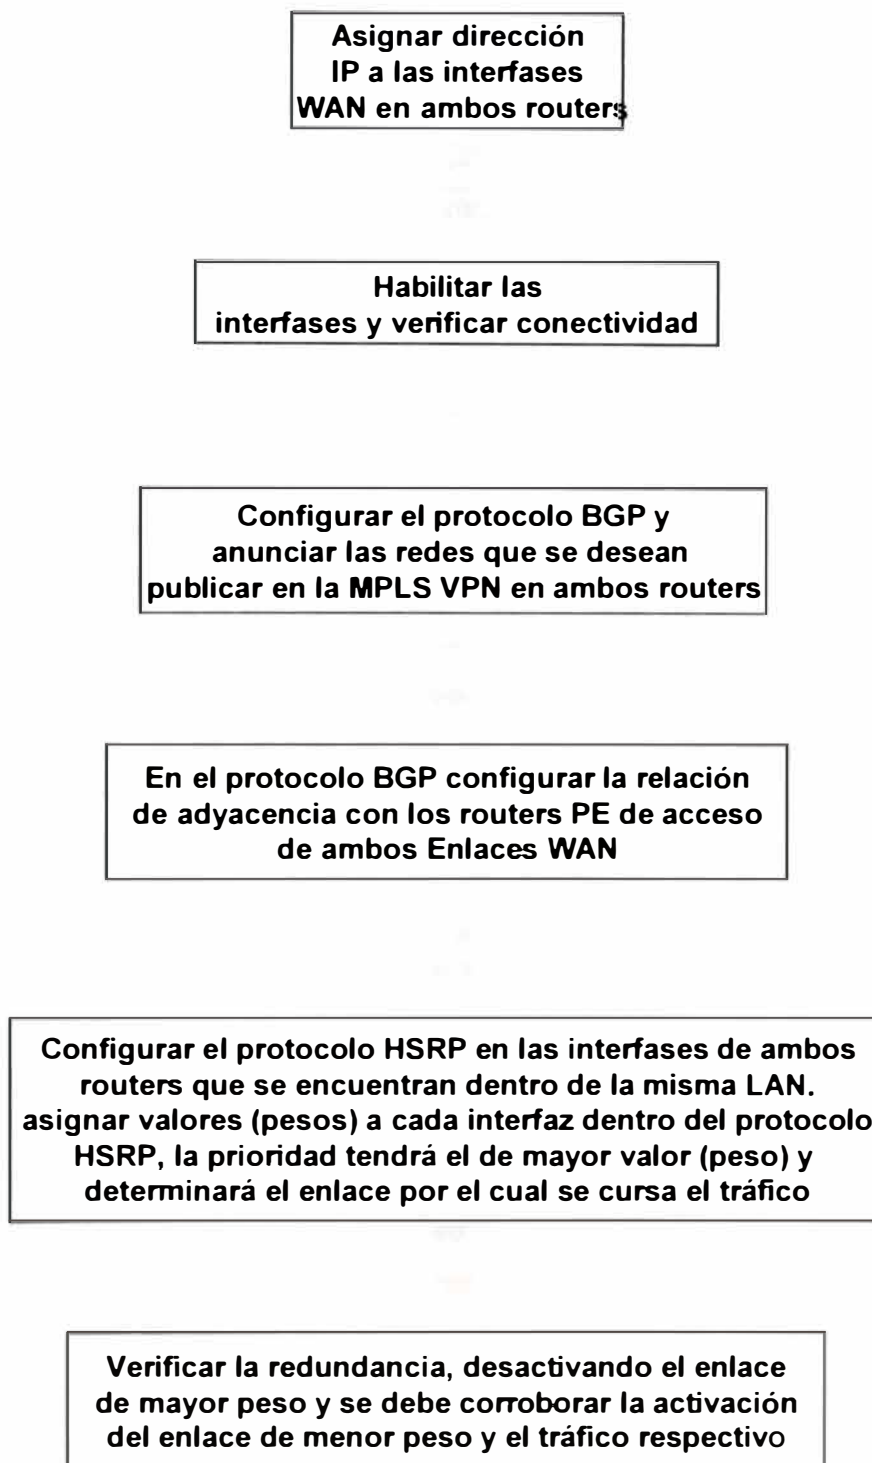 Asignar dirección
IP a las interfases
WAN en ambos routers
Habilitar las
interfases y verificar conectividad
Configurar el protocolo BGP y
anunciar las redes que se desean
publicar en la MPLS VPN en ambos routers
En el protocolo BGP configurar la relación
de adyacencia con los routers PE de acceso
de ambos Enlaces WAN
Configurar el protocolo HSRP en las interfases de ambos
routers que se encuentran dentro de la misma LAN.
asignar valores (pesos) a cada interfaz dentro del protocolo
HSRP, la prioridad tendrá el de mayor valor (peso) y
determinará el enlace por el cual se cursa el tráfico
Verificar la redundancia, desactivando el enlace
de mayor peso y se debe corroborar la activación
del enlace de menor peso y el tráfico respectivo